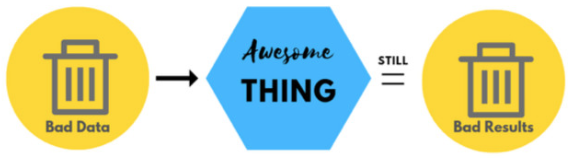 Bad Data
Awesome
THING
STILL
=
Bad Results